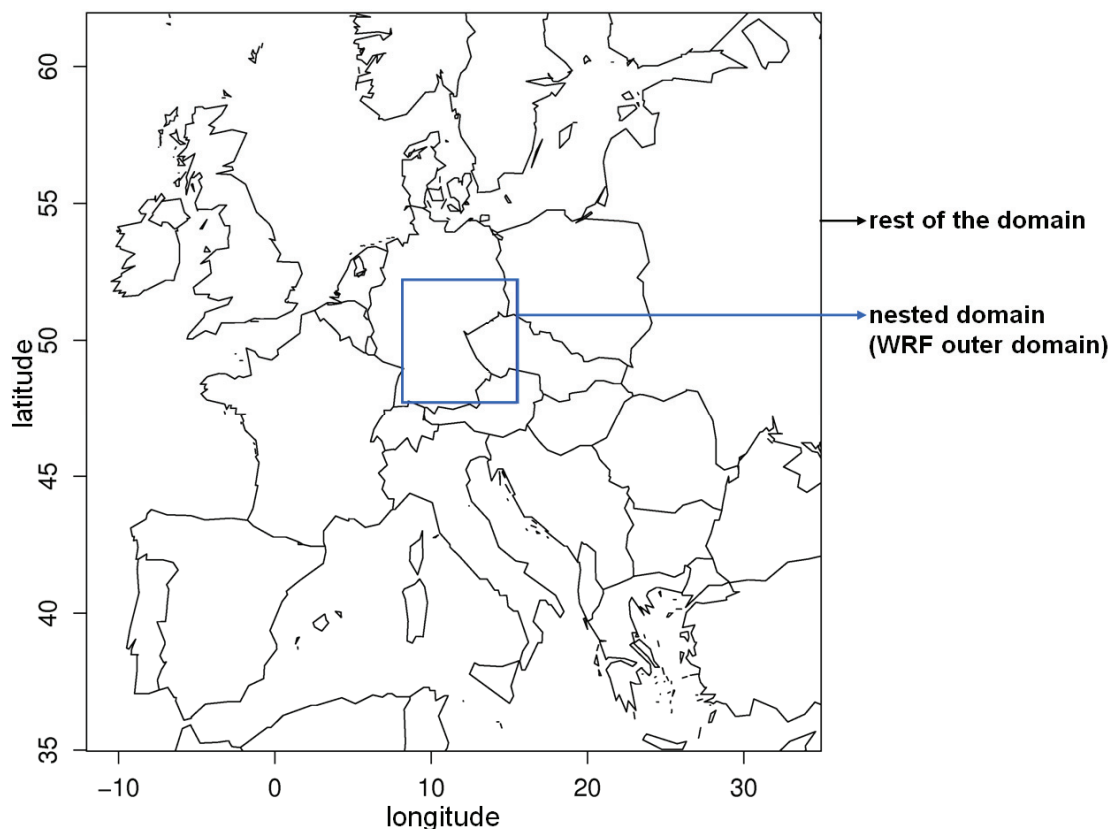 60
55
50
45
40
35
latitude
−10
0
10
20
30
longitude
rest of the domain
nested domain
(WRF outer domain)